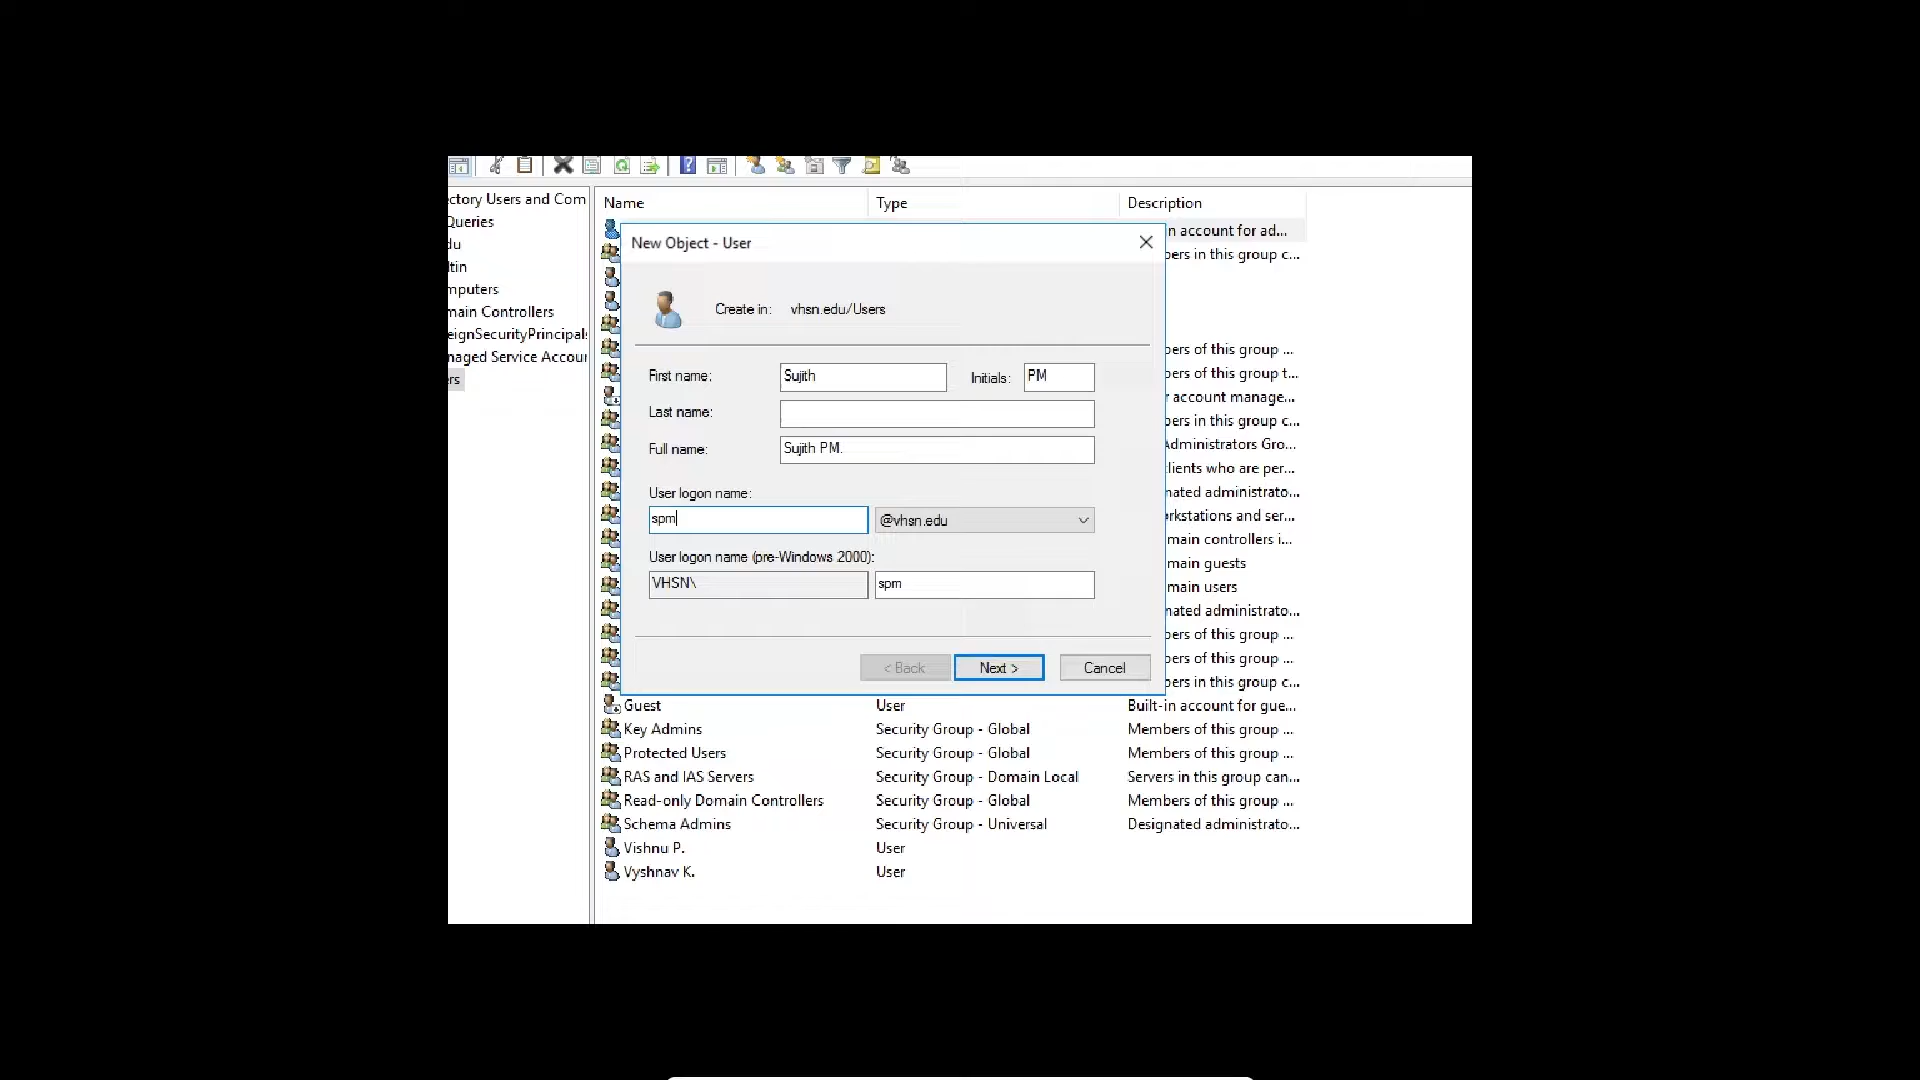 Name Type Description
ectory Users and Com
Queries
du
ltin
mputers
main Controllers
eignSecurityPrincipals
naged Service Accour
ers
n account for ad...
bers in this group c...
New Object - User
Create in: vhsn.edu/Users
First name: Sujith Initials: PM
Last name:
Full name: Sujith PM.
User logon name:
spm @vhsn.edu
User logon name (pre-Windows 2000):
VHSN\ spm
< Back Next > Cancel
bers of this group ...
bers of this group t...
r account manage...
bers in this group c...
Administrators Gro...
lients who are per...
nated administrato...
rkstations and ser...
main controllers i...
main guests
main users
nated administrato...
bers of this group ...
bers of this group ...
bers in this group c...
Guest User Built-in account for gue...
Key Admins Security Group - Global Members of this group ...
Protected Users Security Group - Global Members of this group ...
RAS and IAS Servers Security Group - Domain Local Servers in this group can...
Read-only Domain Controllers Security Group - Global Members of this group ...
Schema Admins Security Group - Universal Designated administrato...
Vishnu P. User
Vyshnav K. User